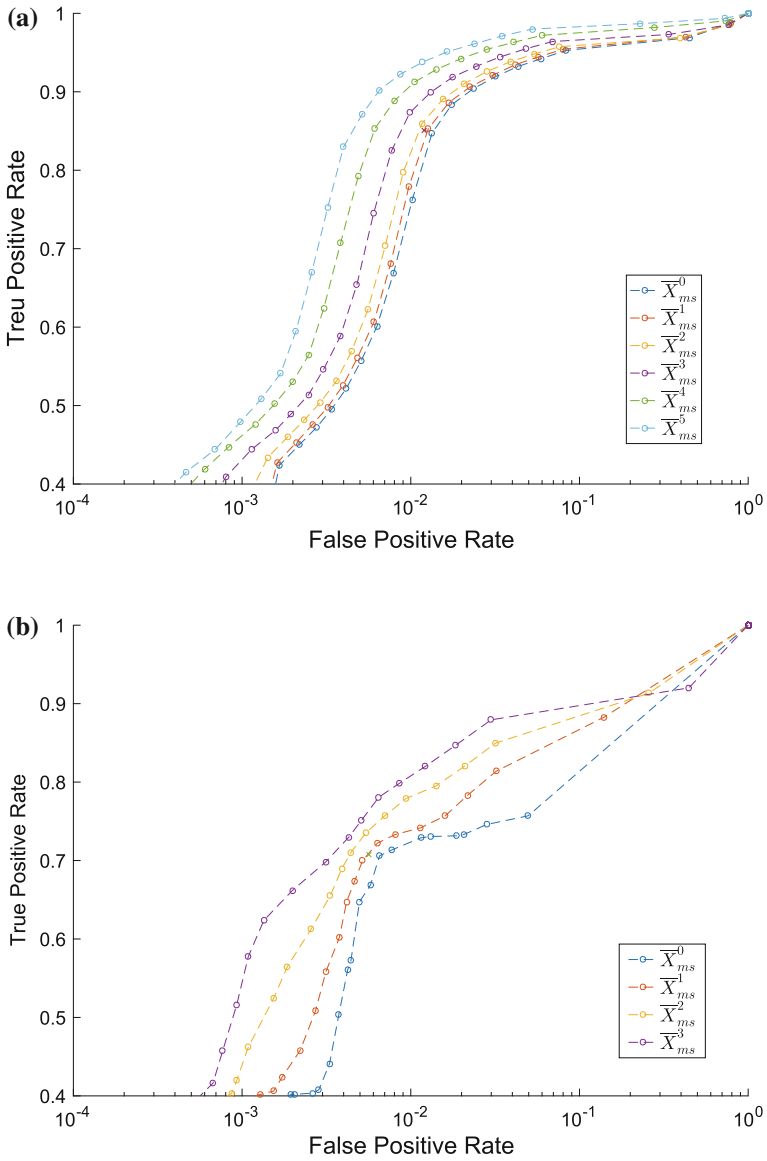 (a)
1
0.9
0.8
0.7
0.6
0.5
0.4
Treu Positive Rate
10^-4
10^-3
10^-2
10^-1
10^0
False Positive Rate
X̅^0_ms
X̅^1_ms
X̅^2_ms
X̅^3_ms
X̅^4_ms
X̅^5_ms
(b)
1
0.9
0.8
0.7
0.6
0.5
0.4
True Positive Rate
10^-4
10^-3
10^-2
10^-1
10^0
False Positive Rate
X̅^0_ms
X̅^1_ms
X̅^2_ms
X̅^3_ms